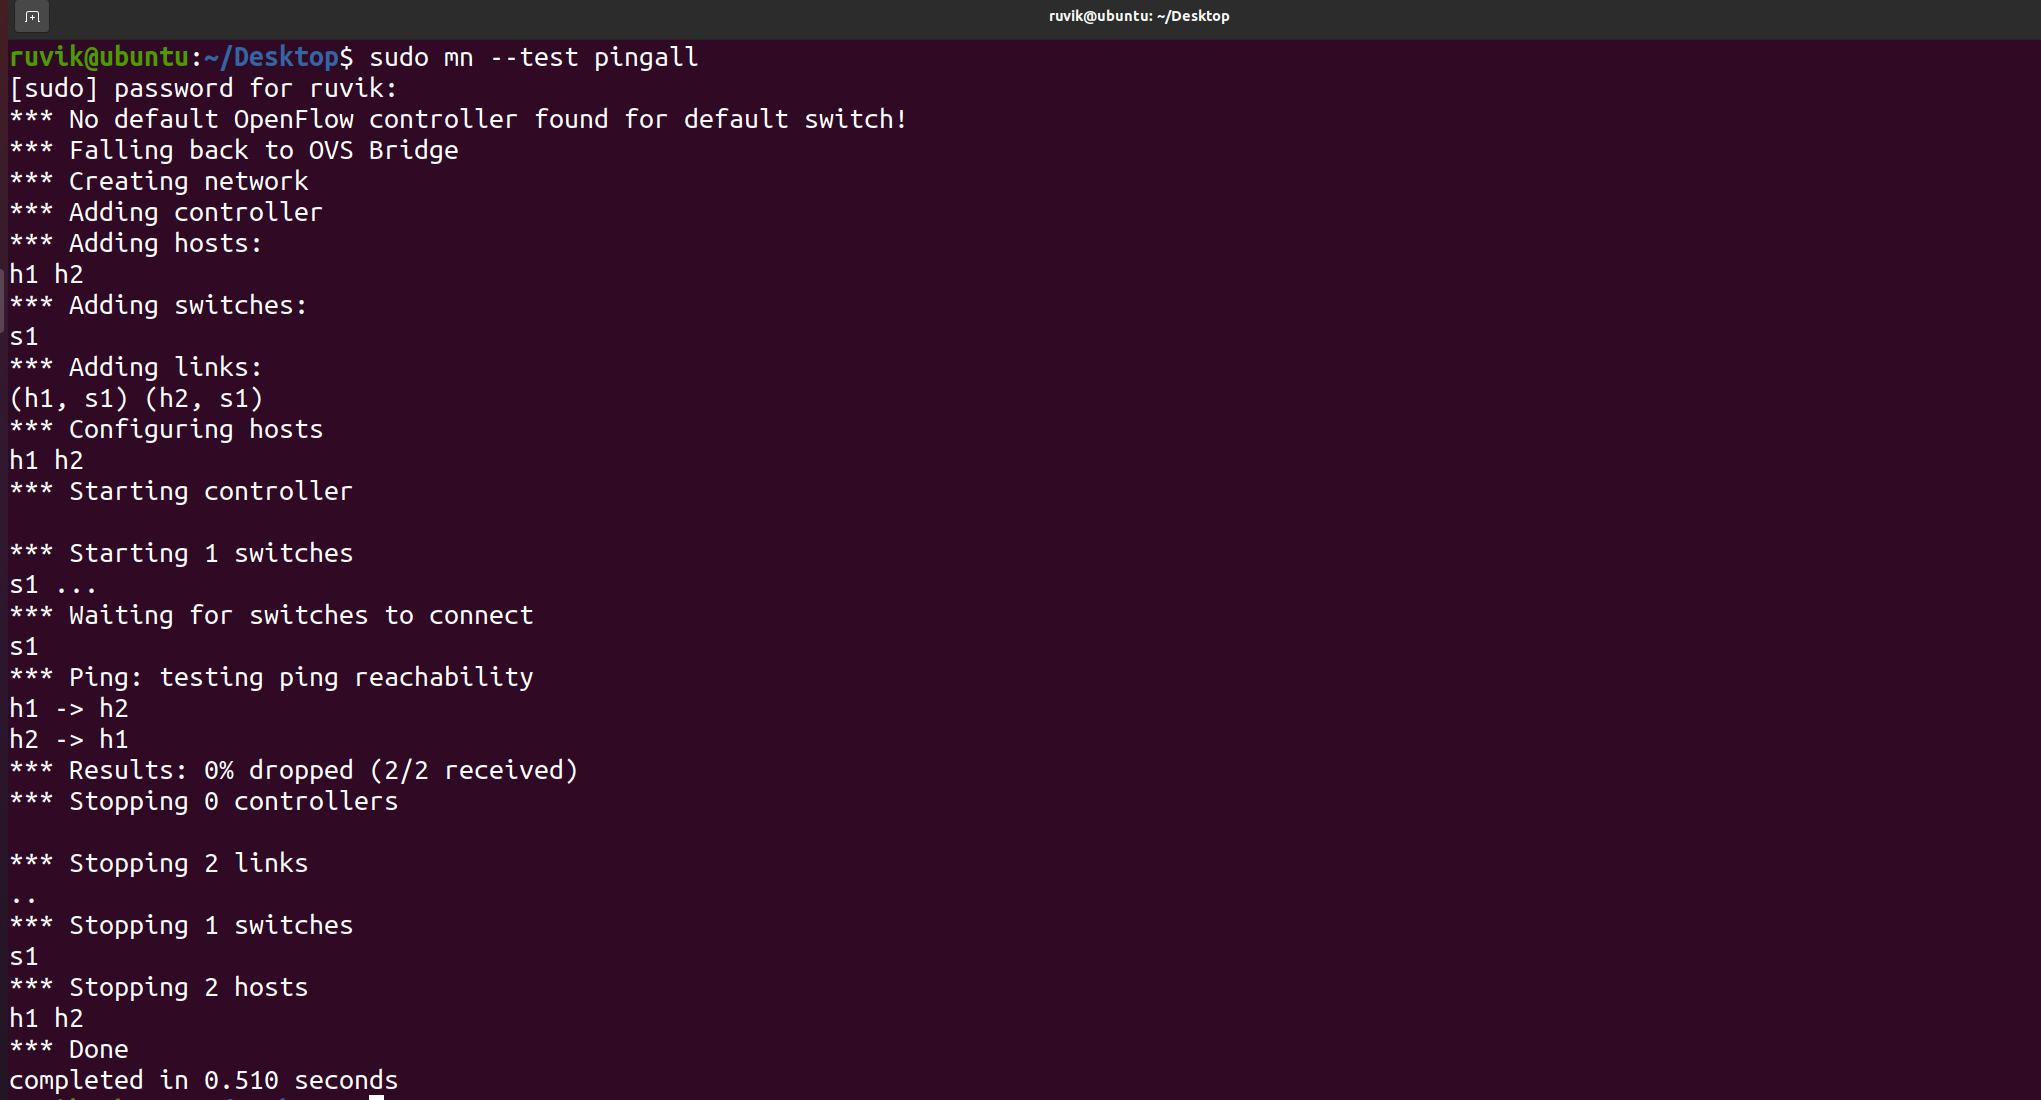 ruvik@ubuntu: ~/Desktop
ruvik@ubuntu:~/Desktop$ sudo mn --test pingall
[sudo] password for ruvik:
*** No default OpenFlow controller found for default switch!
*** Falling back to OVS Bridge
*** Creating network
*** Adding controller
*** Adding hosts:
h1 h2
*** Adding switches:
s1
*** Adding links:
(h1, s1) (h2, s1)
*** Configuring hosts
h1 h2
*** Starting controller

*** Starting 1 switches
s1 ...
*** Waiting for switches to connect
s1
*** Ping: testing ping reachability
h1 -> h2
h2 -> h1
*** Results: 0% dropped (2/2 received)
*** Stopping 0 controllers

*** Stopping 2 links
..
*** Stopping 1 switches
s1
*** Stopping 2 hosts
h1 h2
*** Done
completed in 0.510 seconds